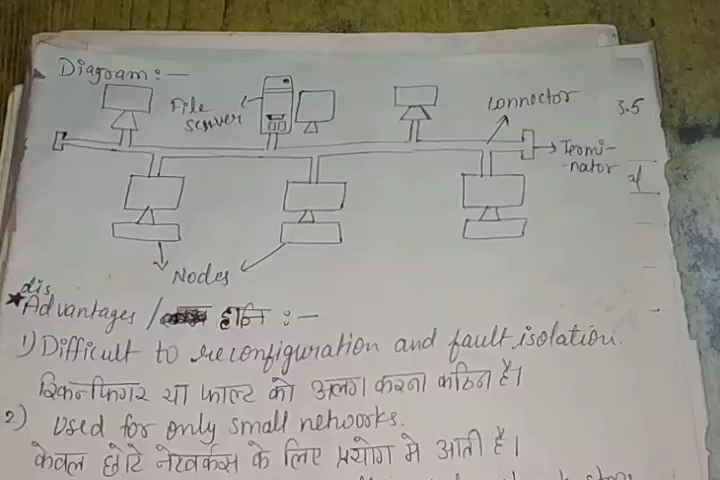 Diagram:-
File
server
Connector
3.5
Termi-
-nator
Nodes
dis
*Advantages / हानि :-
1) Difficult to reconfiguration and fault isolation.
रिकन्फिगर या फाल्ट को अलग करना कठिन है।
2) Used for only small networks.
केवल छोटे नेटवर्कस के लिए प्रयोग मे आती है।